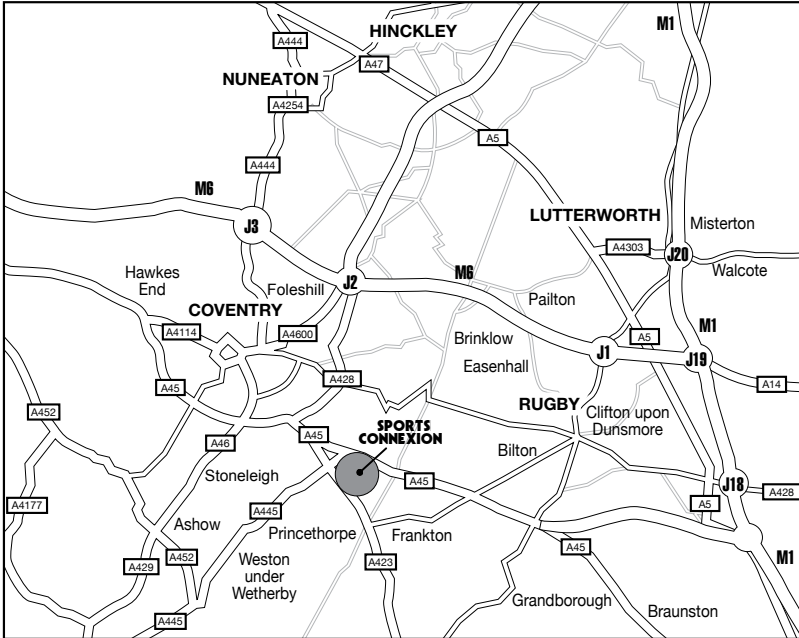 HINCKLEY
M1
A444
A47
NUNEATON
A4254
A5
A444
M6
LUTTERWORTH
J3
Misterton
A4303
J20
Walcote
Hawkes
End
Foleshill
J2
M6
Pailton
COVENTRY
A4114
A4600
Brinklow
A5
M1
Easenhall
J1
J19
A45
A428
A14
A452
RUGBY
Clifton upon
Dunsmore
SPORTS
CONNEXION
A46
A45
Bilton
Stoneleigh
A45
J18
A428
A4177
A445
A5
Ashow
Princethorpe
Frankton
A452
Weston
under
Wetherby
A429
A423
A45
M1
Grandborough
Braunston
A445